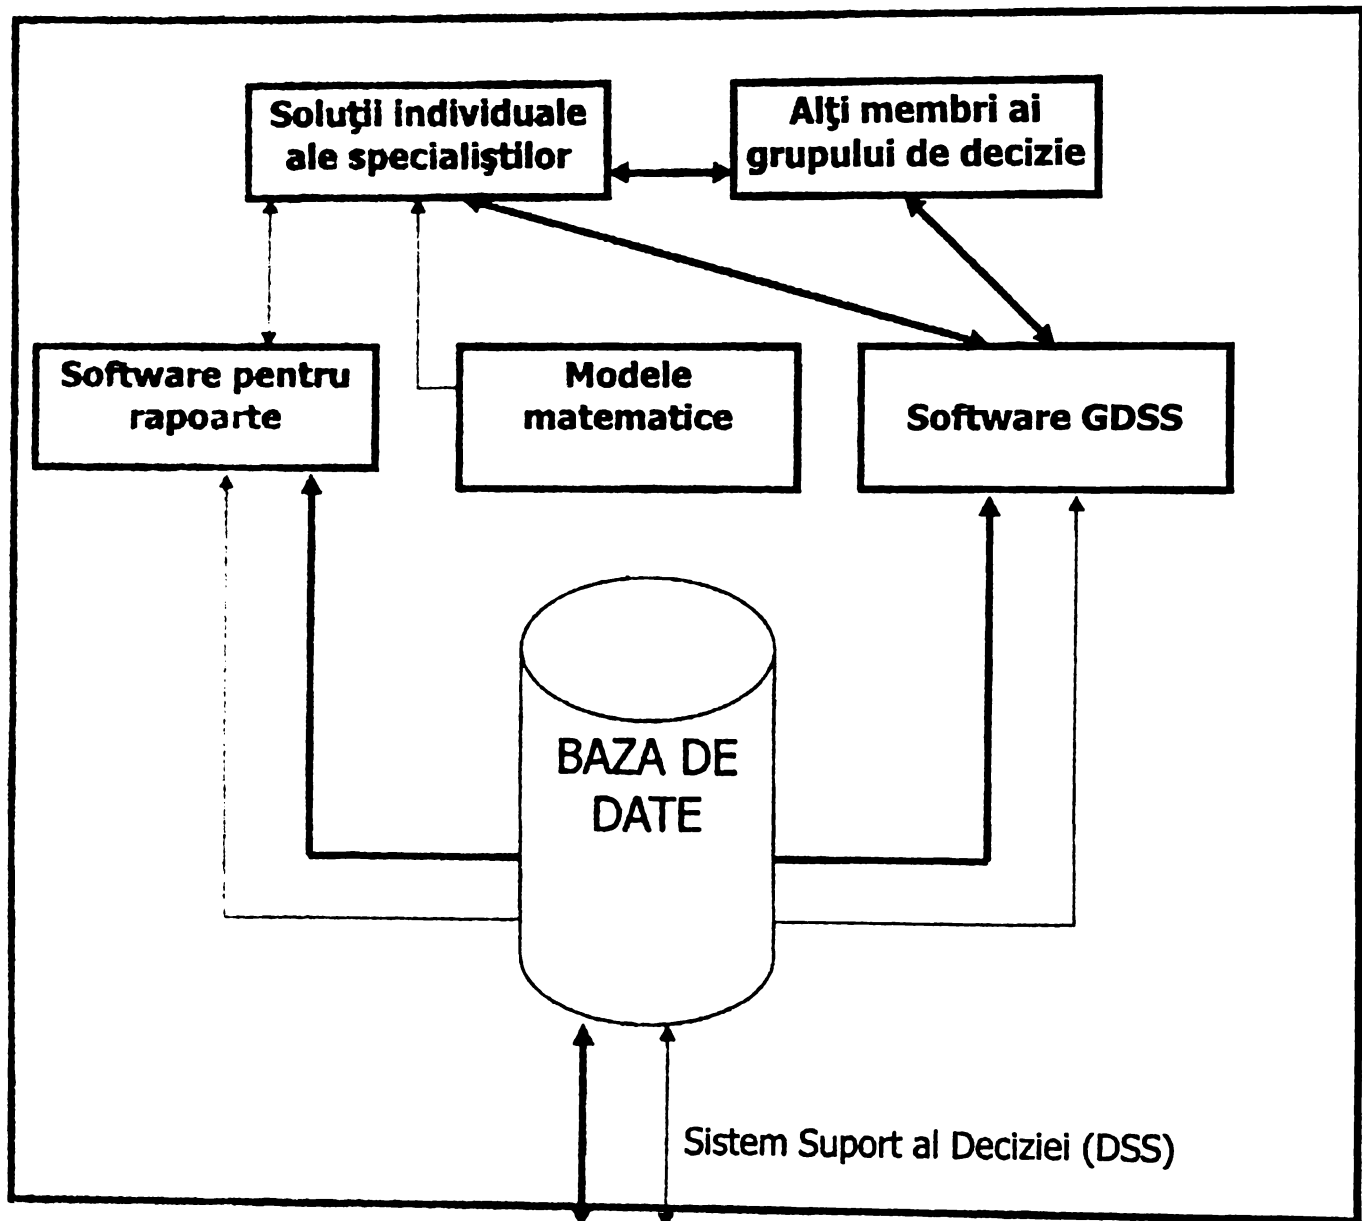 Soluţii individuale
ale specialiştilor
Alţi membri ai
grupului de decizie
Software pentru
rapoarte
Modele
matematice
Software GDSS
BAZA DE
DATE
Sistem Suport al Deciziei (DSS)